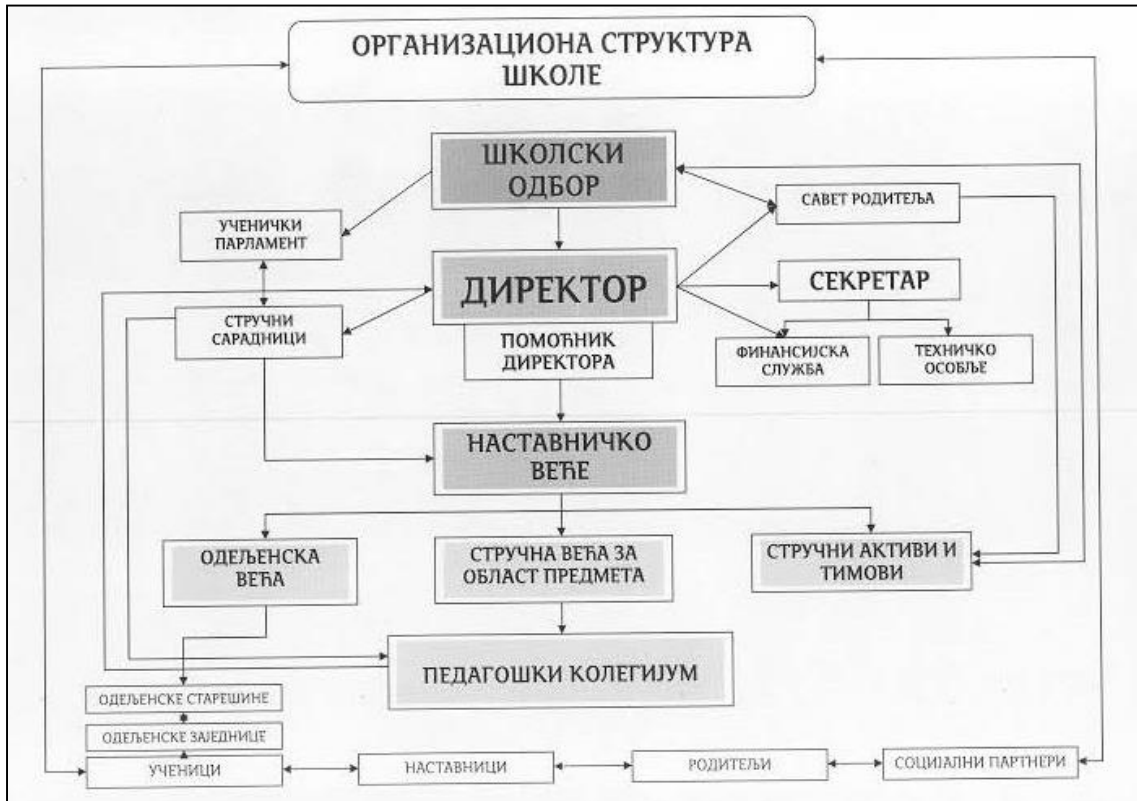 ОРГАНИЗАЦИОНА СТРУКТУРА
ШКОЛЕ
ШКОЛСКИ
ОДБОР
САВЕТ РОДИТЕЉА
УЧЕНИЧКИ
ПАРЛАМЕНТ
ДИРЕКТОР
СЕКРЕТАР
СТРУЧНИ
САРАДНИЦИ
ПОМОЋНИК
ДИРЕКТОРА
ФИНАНСИЈСКА
СЛУЖБА
ТЕХНИЧКО
ОСОБЉЕ
НАСТАВНИЧКО
ВЕЋЕ
ОДЕЉЕНСКА
ВЕЋА
СТРУЧНА ВЕЋА ЗА
ОБЛАСТ ПРЕДМЕТА
СТРУЧНИ АКТИВИ И
ТИМОВИ
ПЕДАГОШКИ КОЛЕГИЈУМ
ОДЕЉЕНСКЕ СТАРЕШИНЕ
ОДЕЉЕНСКЕ ЗАЈЕДНИЦЕ
УЧЕНИЦИ
НАСТАВНИЦИ
РОДИТЕЉИ
СОЦИЈАЛНИ ПАРТНЕРИ